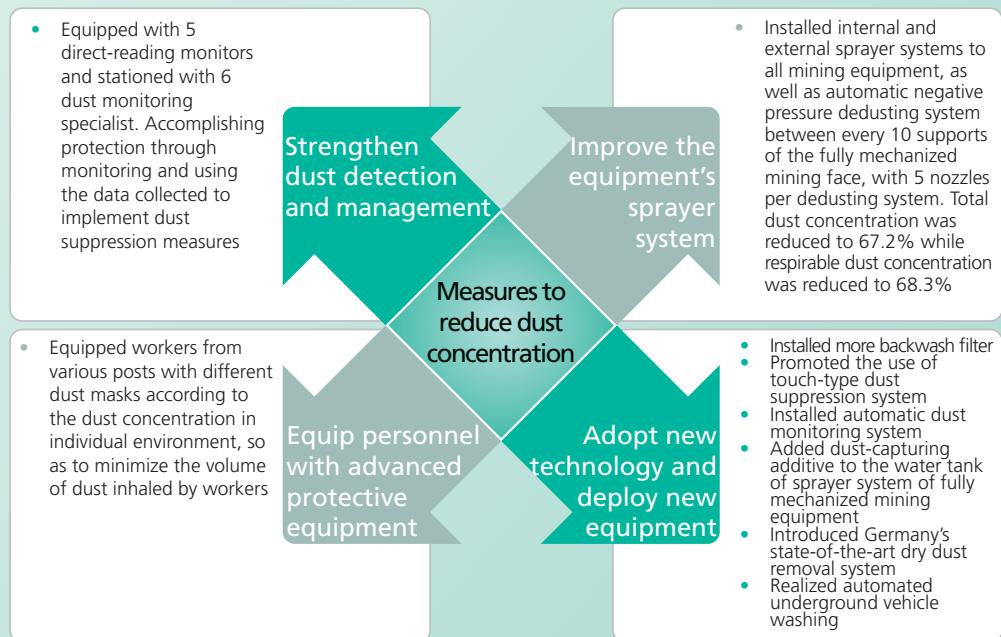 • Equipped with 5
direct-reading monitors
and stationed with 6
dust monitoring
specialist. Accomplishing
protection through
monitoring and using
the data collected to
implement dust
suppression measures
Strengthen
dust detection
and management
Improve the
equipment's
sprayer
system
• Installed internal and
external sprayer systems to
all mining equipment, as
well as automatic negative
pressure dedusting system
between every 10 supports
of the fully mechanized
mining face, with 5 nozzles
per dedusting system. Total
dust concentration was
reduced to 67.2% while
respirable dust concentration
was reduced to 68.3%
Measures to
reduce dust
concentration
• Equipped workers from
various posts with different
dust masks according to
the dust concentration in
individual environment, so
as to minimize the volume
of dust inhaled by workers
Equip personnel
with advanced
protective
equipment
Adopt new
technology and
deploy new
equipment
• Installed more backwash filter
• Promoted the use of
touch-type dust
suppression system
• Installed automatic dust
monitoring system
• Added dust-capturing
additive to the water tank
of sprayer system of fully
mechanized mining
equipment
• Introduced Germany's
state-of-the-art dry dust
removal system
• Realized automated
underground vehicle
washing